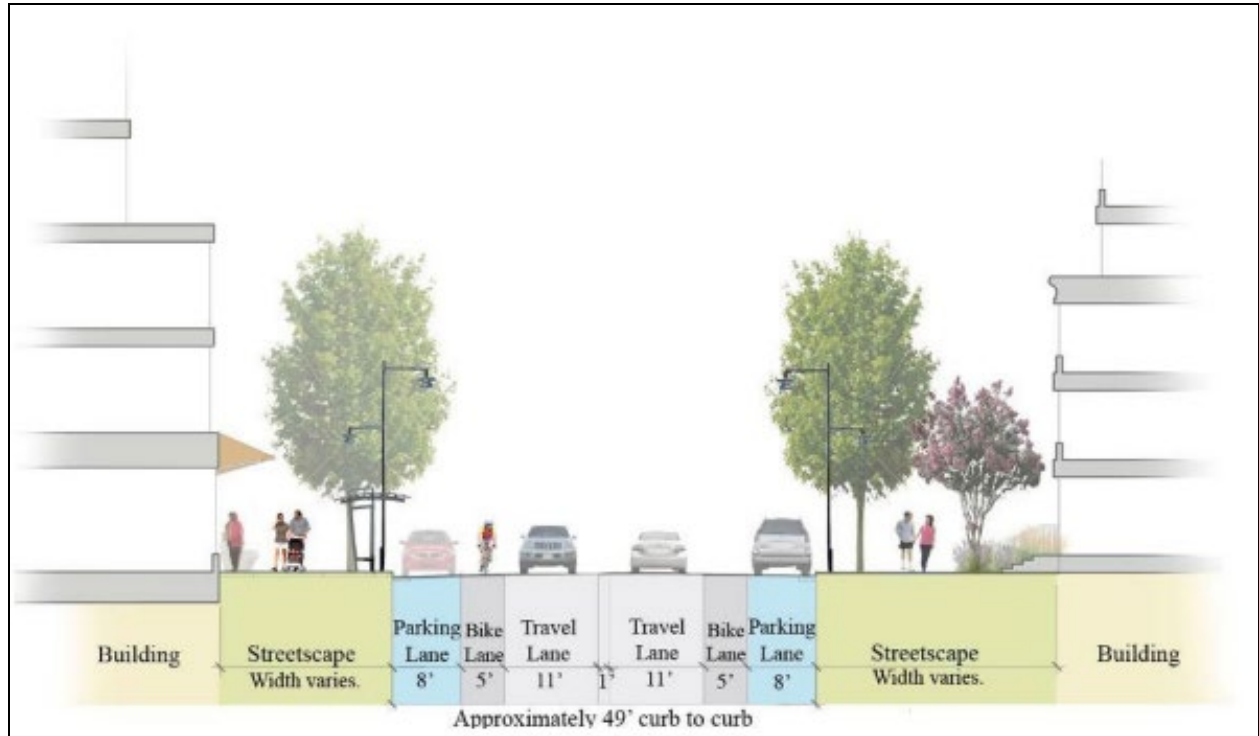 Building
Streetscape
Width varies.
Parking
Lane
8’
Bike
Lane
5’
Travel
Lane
11’
1’
Travel
Lane
11’
Bike
Lane
5’
Parking
Lane
8’
Streetscape
Width varies.
Building
Approximately 49’ curb to curb